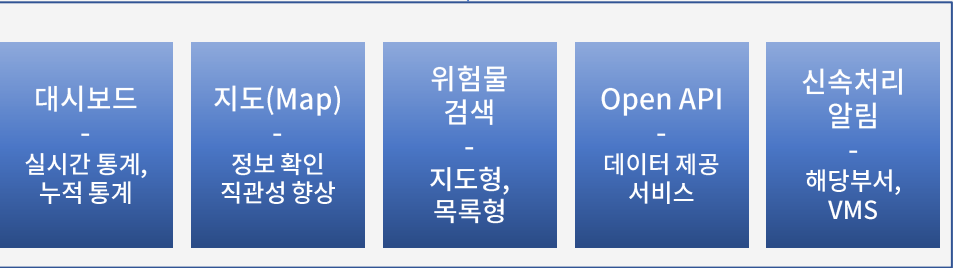 대시보드
-
실시간 통계,
누적 통계
지도(Map)
-
정보 확인
직관성 향상
위험물
검색
-
지도형,
목록형
Open API
-
데이터 제공
서비스
신속처리
알림
-
해당부서,
VMS